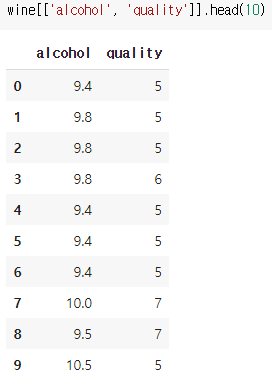 wine[['alcohol', 'quality']].head(10)
alcohol quality
0 9.4 5
1 9.8 5
2 9.8 5
3 9.8 6
4 9.4 5
5 9.4 5
6 9.4 5
7 10.0 7
8 9.5 7
9 10.5 5